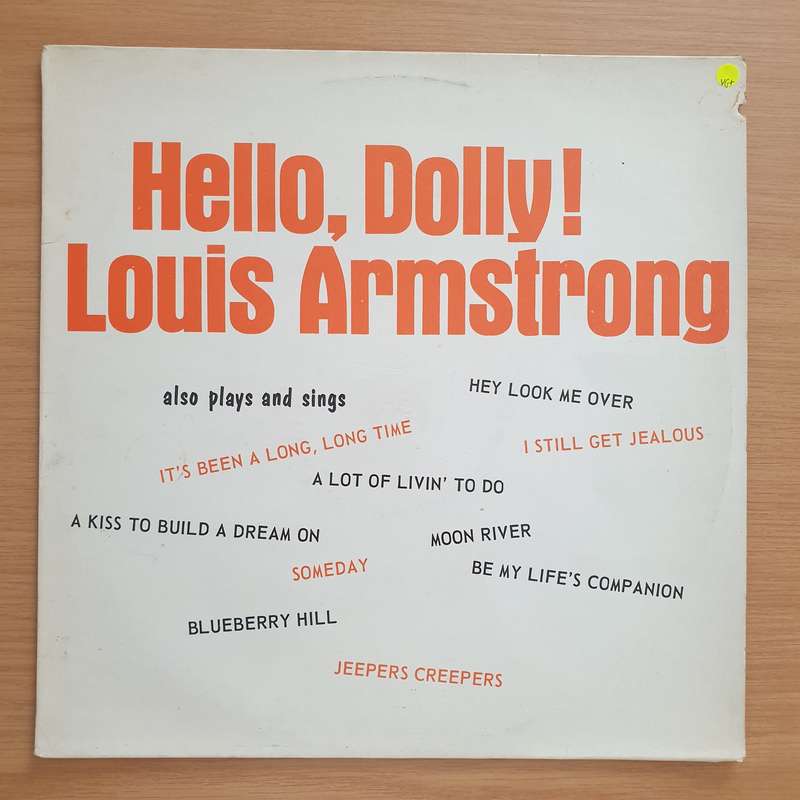 VG+
Hello, Dolly!
Louis Armstrong
also plays and sings
HEY LOOK ME OVER
IT'S BEEN A LONG, LONG TIME
I STILL GET JEALOUS
A LOT OF LIVIN' TO DO
A KISS TO BUILD A DREAM ON
MOON RIVER
SOMEDAY
BE MY LIFE'S COMPANION
BLUEBERRY HILL
JEEPERS CREEPERS